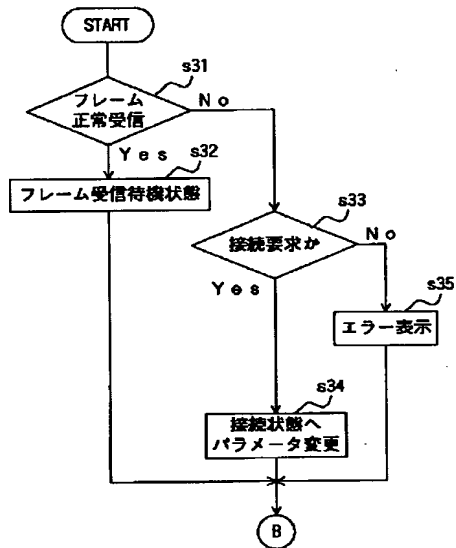 START
s31
フレーム
正常受信
No
Yes
s32
フレーム受信待機状態
s33
接続要求か
No
Yes
s35
エラー表示
s34
接続状態へ
パラメータ変更
B